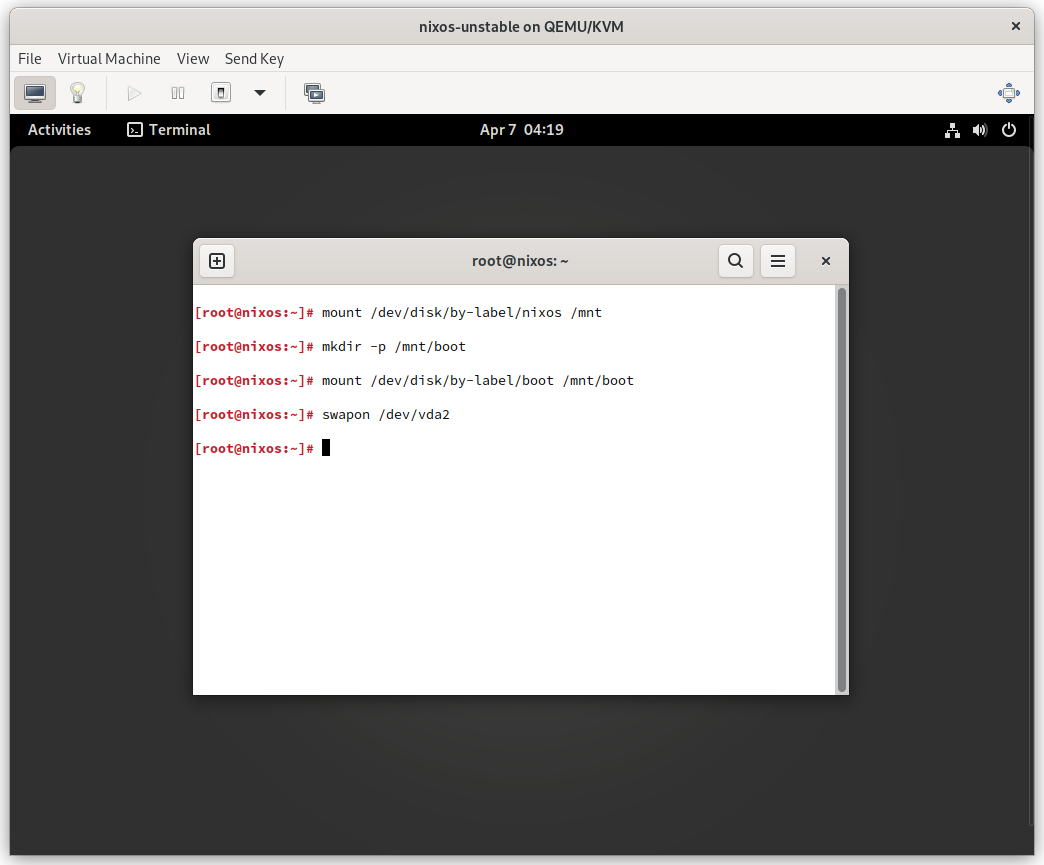 nixos-unstable on QEMU/KVM
File Virtual Machine View Send Key
Activities Terminal Apr 7 04:19
root@nixos: ~
[root@nixos:~]# mount /dev/disk/by-label/nixos /mnt
[root@nixos:~]# mkdir -p /mnt/boot
[root@nixos:~]# mount /dev/disk/by-label/boot /mnt/boot
[root@nixos:~]# swapon /dev/vda2
[root@nixos:~]#